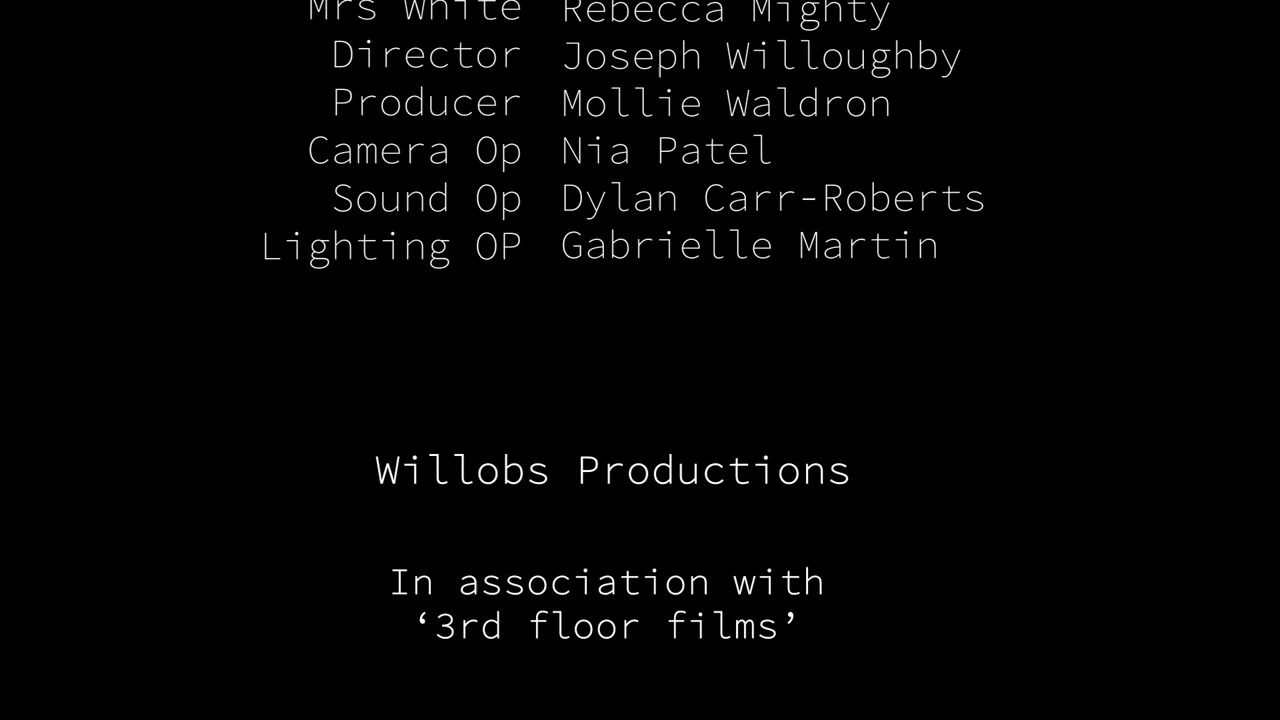 Mrs White Rebecca Mighty
Director Joseph Willoughby
Producer Mollie Waldron
Camera Op Nia Patel
Sound Op Dylan Carr-Roberts
Lighting OP Gabrielle Martin
Willobs Productions
In association with
‘3rd floor films’